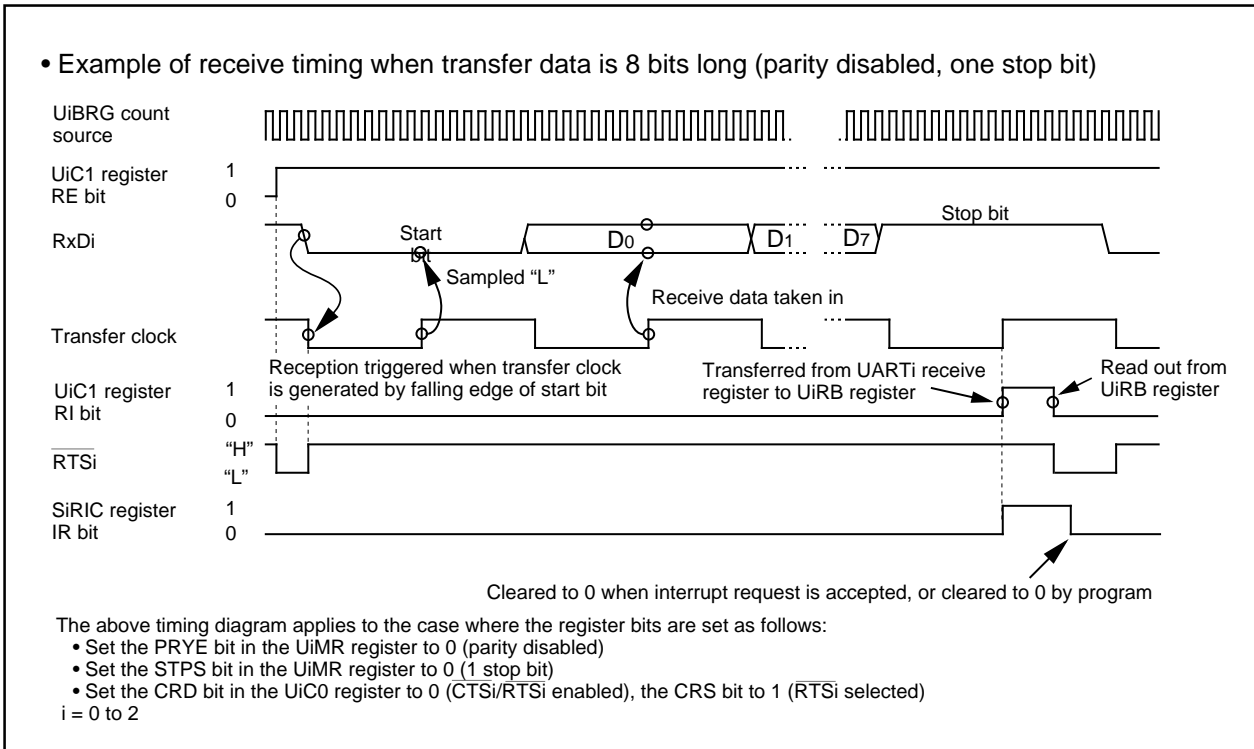 • Example of receive timing when transfer data is 8 bits long (parity disabled, one stop bit)
UiBRG count
source
UiC1 register
RE bit
1
0
RxDi
Start
bit
D0
D1
D7
Stop bit
Sampled “L”
Receive data taken in
Transfer clock
Reception triggered when transfer clock
is generated by falling edge of start bit
Transferred from UARTi receive
register to UiRB register
Read out from
UiRB register
UiC1 register
RI bit
1
0
RTSi
“H”
“L”
SiRIC register
IR bit
1
0
Cleared to 0 when interrupt request is accepted, or cleared to 0 by program
The above timing diagram applies to the case where the register bits are set as follows:
• Set the PRYE bit in the UiMR register to 0 (parity disabled)
• Set the STPS bit in the UiMR register to 0 (1 stop bit)
• Set the CRD bit in the UiC0 register to 0 (CTSi/RTSi enabled), the CRS bit to 1 (RTSi selected)
i = 0 to 2